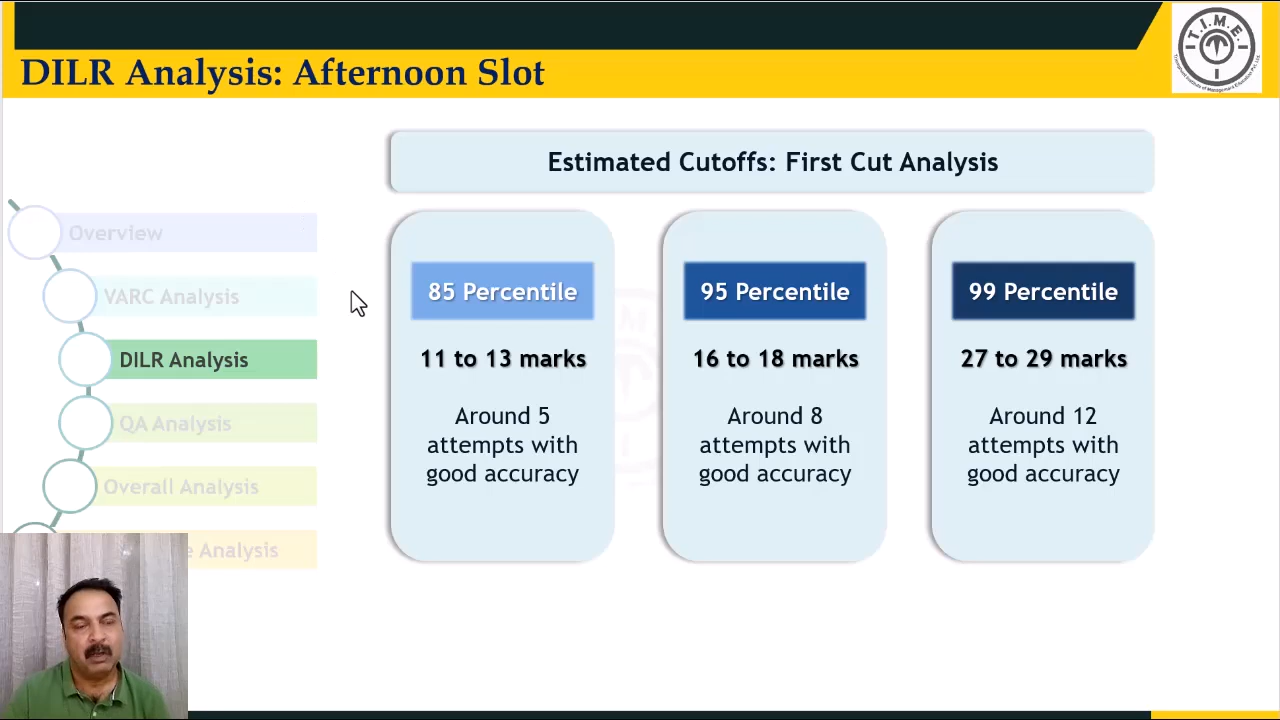 DILR Analysis: Afternoon Slot
T.I.M.E.
Estimated Cutoffs: First Cut Analysis
Overview
VARC Analysis
DILR Analysis
QA Analysis
Overall Analysis
Analysis
85 Percentile
11 to 13 marks
Around 5
attempts with
good accuracy
95 Percentile
16 to 18 marks
Around 8
attempts with
good accuracy
99 Percentile
27 to 29 marks
Around 12
attempts with
good accuracy